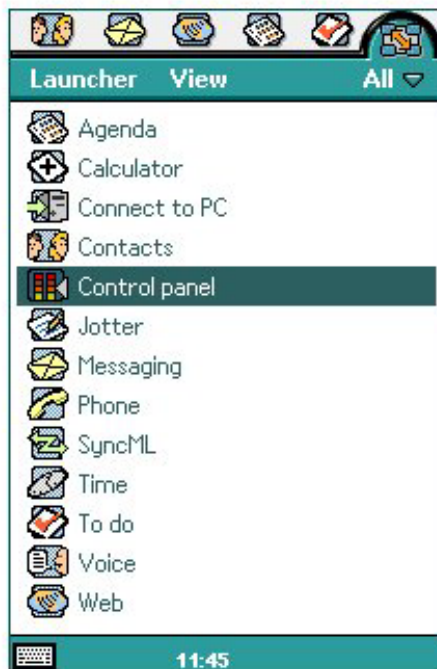 Launcher View All
Agenda
Calculator
Connect to PC
Contacts
Control panel
Jotter
Messaging
Phone
SyncML
Time
To do
Voice
Web
11:45